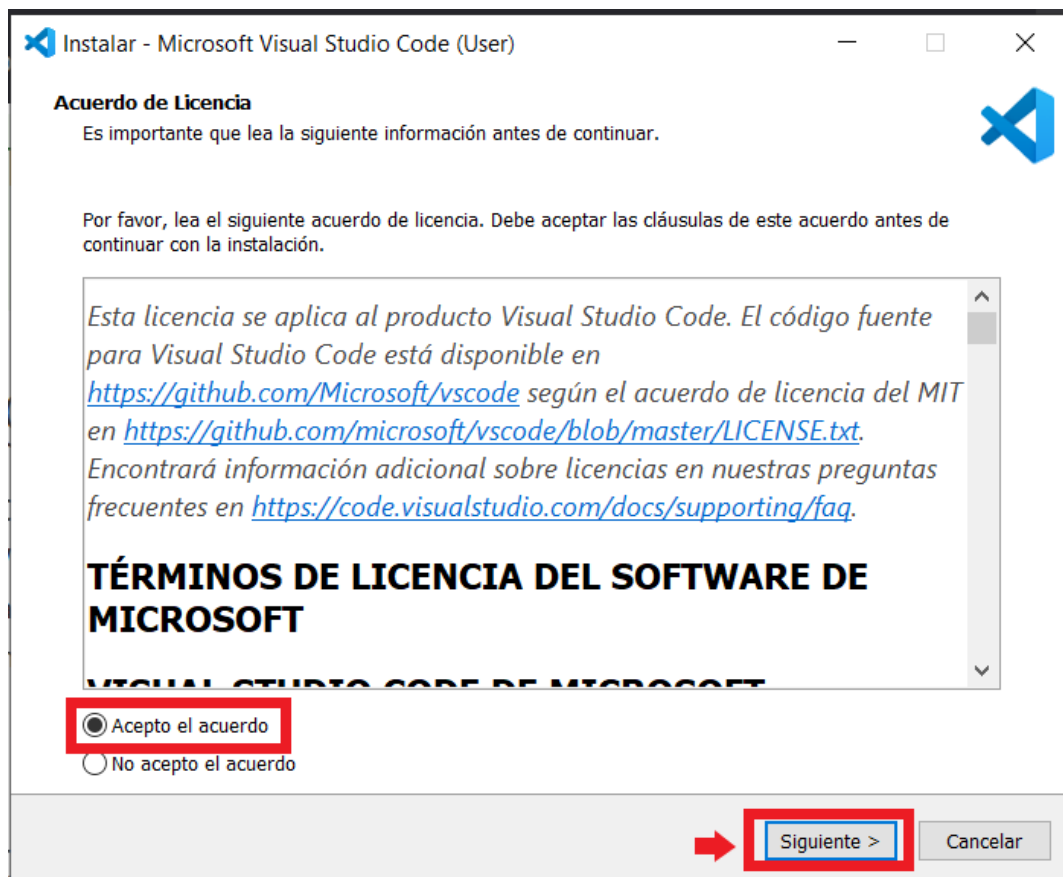 Instalar - Microsoft Visual Studio Code (User)
Acuerdo de Licencia
Es importante que lea la siguiente información antes de continuar.
Por favor, lea el siguiente acuerdo de licencia. Debe aceptar las cláusulas de este acuerdo antes de
continuar con la instalación.
Esta licencia se aplica al producto Visual Studio Code. El código fuente
para Visual Studio Code está disponible en
https://github.com/Microsoft/vscode según el acuerdo de licencia del MIT
en https://github.com/microsoft/vscode/blob/master/LICENSE.txt.
Encontrará información adicional sobre licencias en nuestras preguntas
frecuentes en https://code.visualstudio.com/docs/supporting/faq.
TÉRMINOS DE LICENCIA DEL SOFTWARE DE
MICROSOFT
VISUAL STUDIO CODE DE MICROSOFT
Acepto el acuerdo
No acepto el acuerdo
Siguiente >
Cancelar